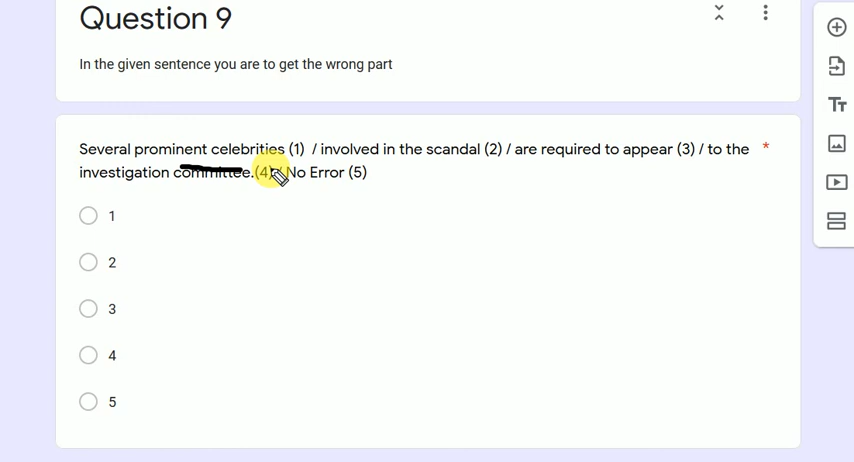 Question 9
In the given sentence you are to get the wrong part
Several prominent celebrities (1) / involved in the scandal (2) / are required to appear (3) / to the *
investigation committee.(4)/ No Error (5)
1
2
3
4
5
Tт